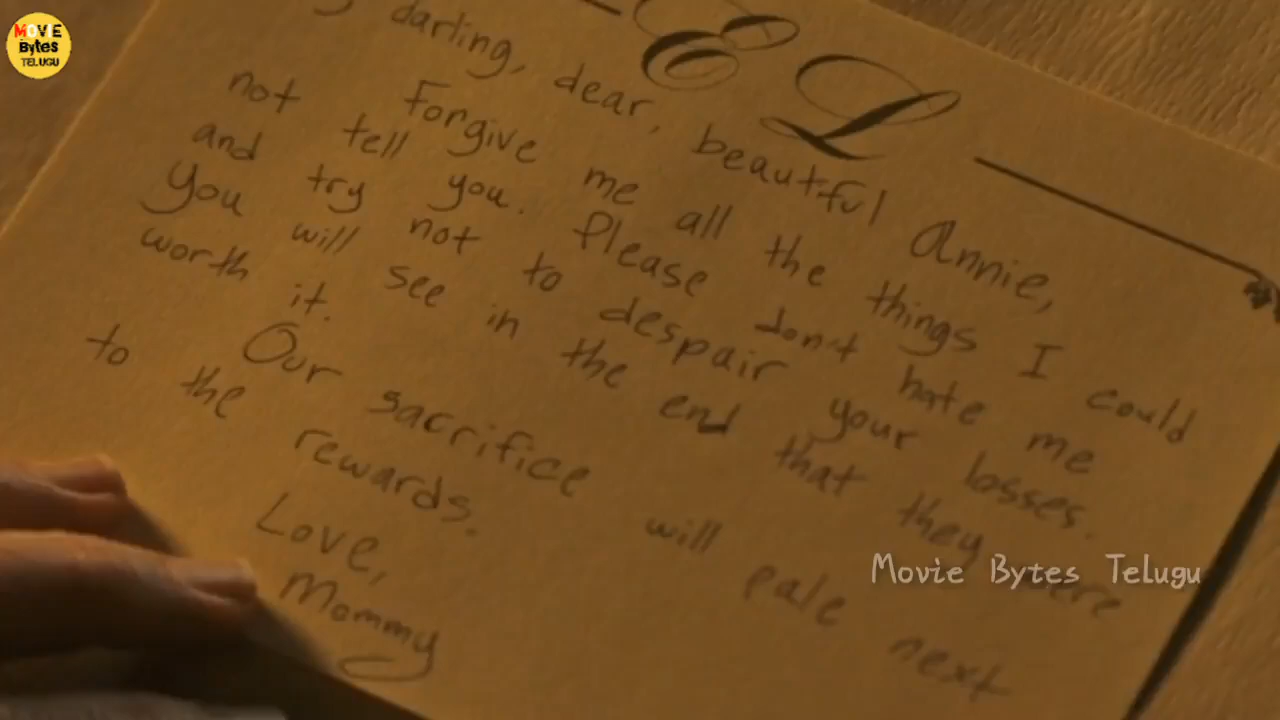 MOVIE
Bytes
TELUGU
E L
darling, dear, beautiful Annie,
Forgive me all the things I could
not tell you. Please don't hate me
and try not to despair your losses.
You will see in the end that they were
worth it.
Our sacrifice will pale next
to the rewards.
Love,
Mommy
Movie Bytes Telugu